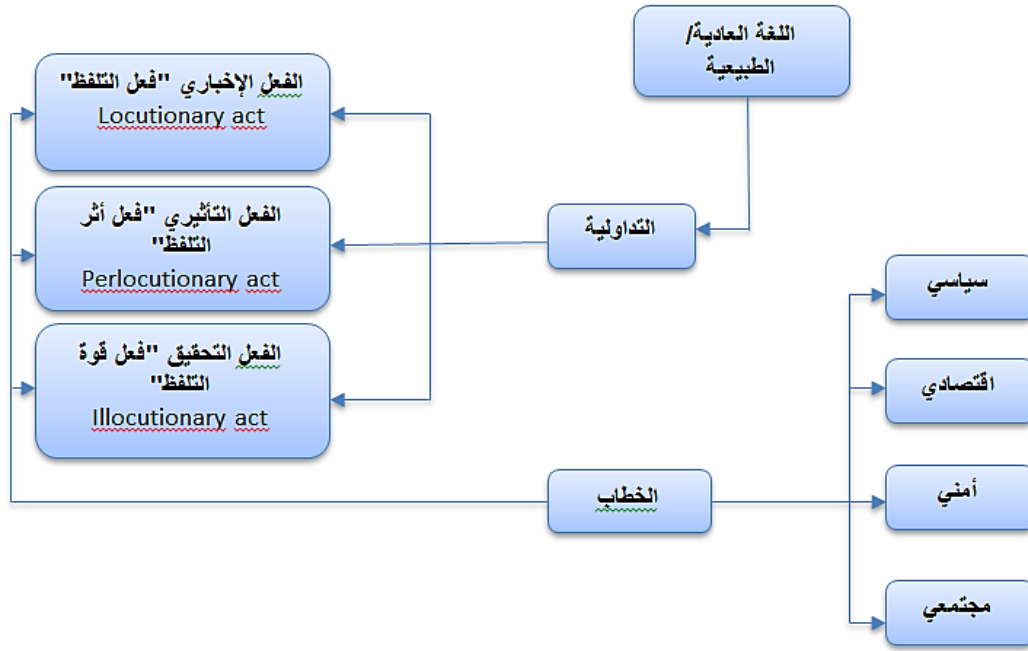 اللغة العادية/
الطبيعية
الفعل الإخباري "فعل التلفظ"
Locutionary act
الفعل التأثيري "فعل أثر
التلفظ"
Perlocutionary act
الفعل التحقيق "فعل قوة
التلفظ"
Illocutionary act
التداولية
الخطاب
سياسي
اقتصادي
أمني
مجتمعي